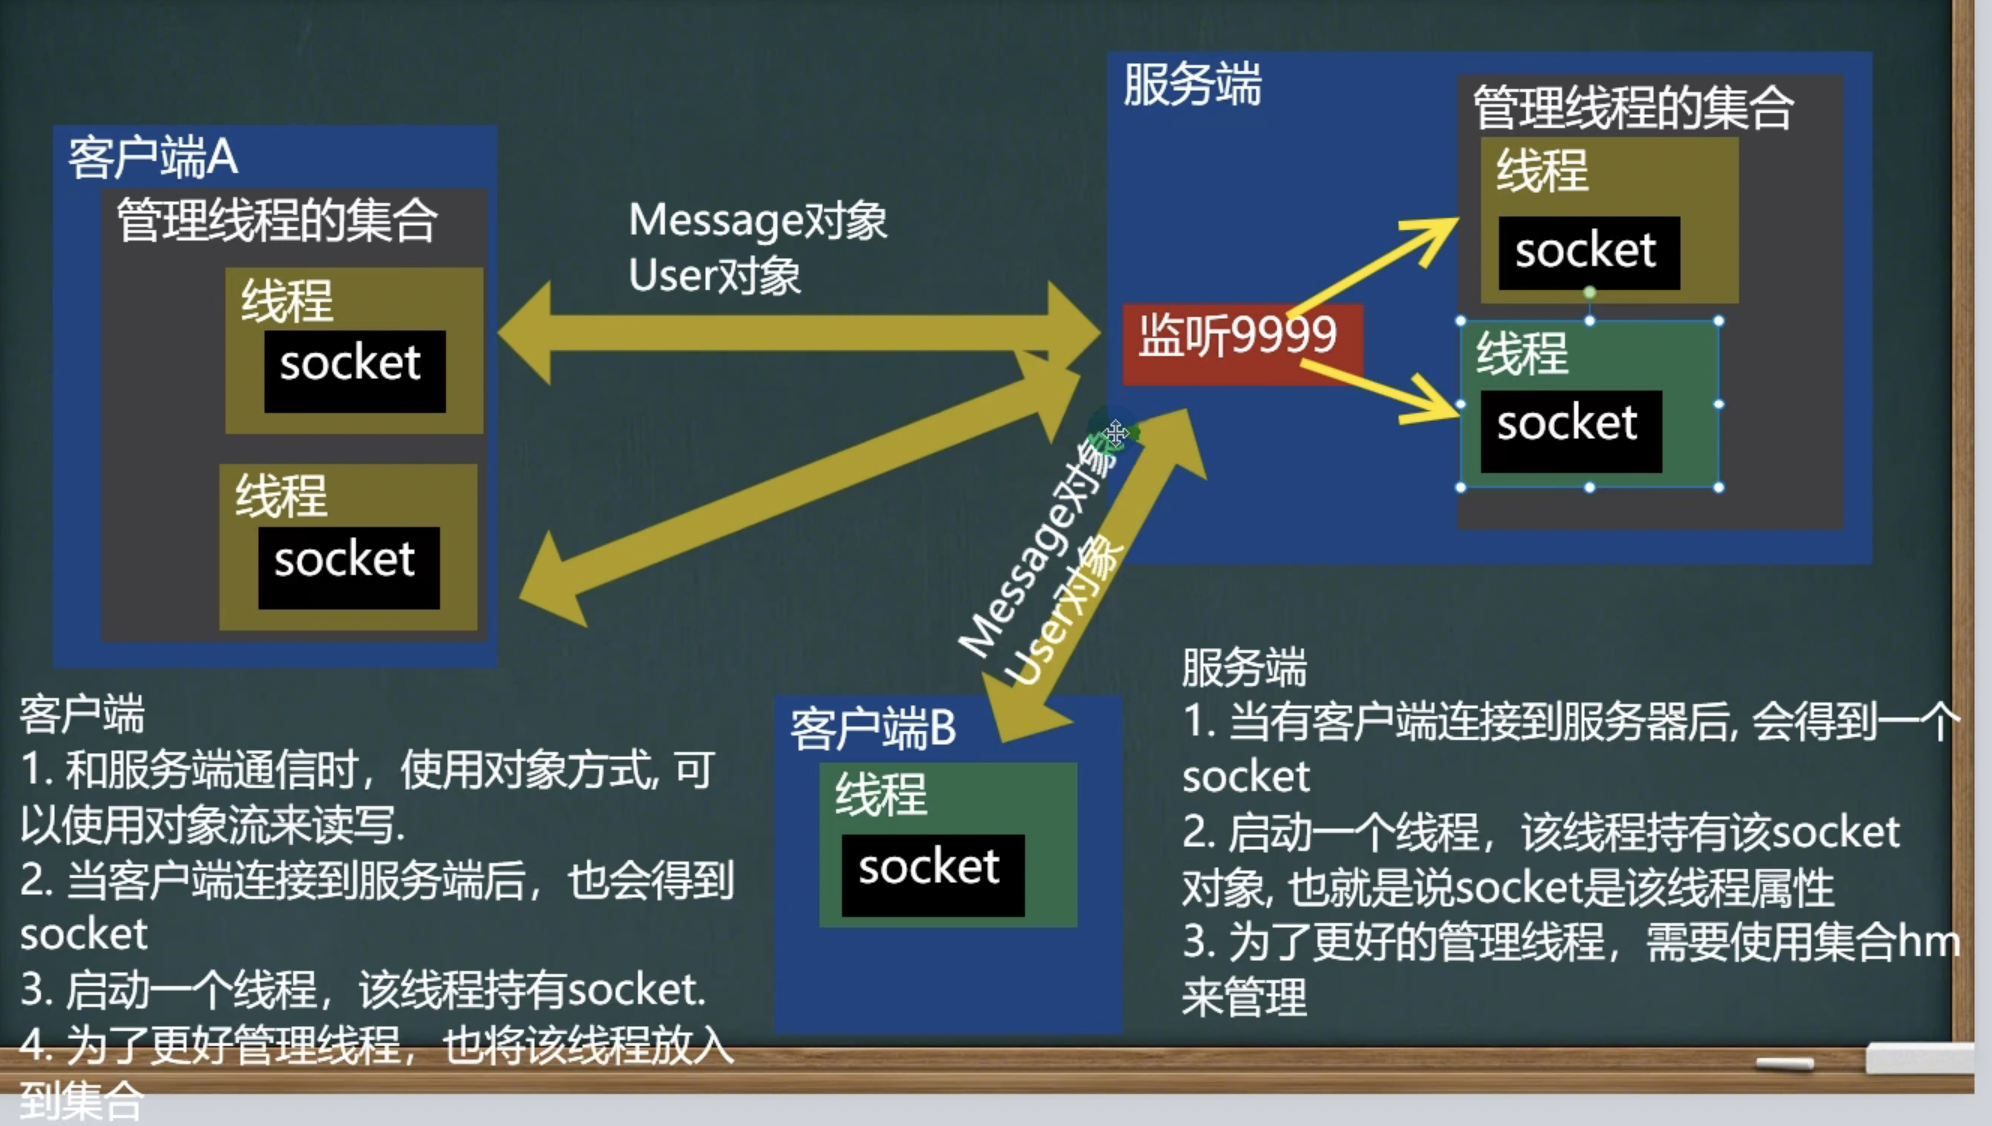 客户端A
管理线程的集合
线程
socket
线程
socket
Message对象
User对象
服务端
监听9999
管理线程的集合
线程
socket
线程
socket
Message对象
User对象
客户端B
线程
socket
客户端
1. 和服务端通信时，使用对象方式, 可
以使用对象流来读写.
2. 当客户端连接到服务端后，也会得到
socket
3. 启动一个线程，该线程持有socket.
4. 为了更好管理线程，也将该线程放入
到集合
服务端
1. 当有客户端连接到服务器后, 会得到一个
socket
2. 启动一个线程，该线程持有该socket
对象, 也就是说socket是该线程属性
3. 为了更好的管理线程，需要使用集合hm
来管理